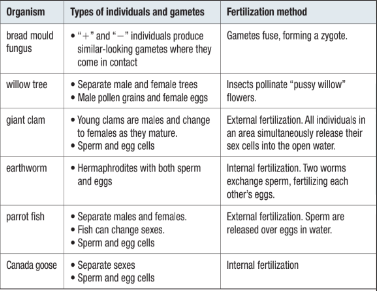 Organism Types of individuals and gametes Fertilization method
bread mould • "+" and "−" individuals produce Gametes fuse, forming a zygote.
fungus similar-looking gametes where they
come in contact
willow tree • Separate male and female trees Insects pollinate "pussy willow"
• Male pollen grains and female eggs flowers.
giant clam • Young clams are males and change External fertilization. All individuals in
to females as they mature. an area simultaneously release their
• Sperm and egg cells sex cells into the open water.
earthworm • Hermaphrodites with both sperm Internal fertilization. Two worms
and eggs exchange sperm, fertilizing each
other's eggs.
parrot fish • Separate males and females. External fertilization. Sperm are
• Fish can change sexes. released over eggs in water.
• Sperm and egg cells
Canada goose • Separate sexes Internal fertilization
• Sperm and egg cells